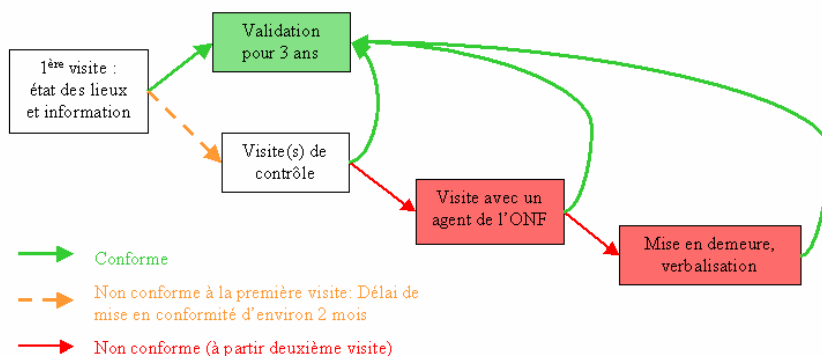 Validation
pour 3 ans
1ère visite :
état des lieux
et information
Visite(s) de
contrôle
Visite avec un
agent de l'ONF
Mise en demeure,
verbalisation
Conforme
Non conforme à la première visite: Délai de
mise en conformité d'environ 2 mois
Non conforme (à partir deuxième visite)